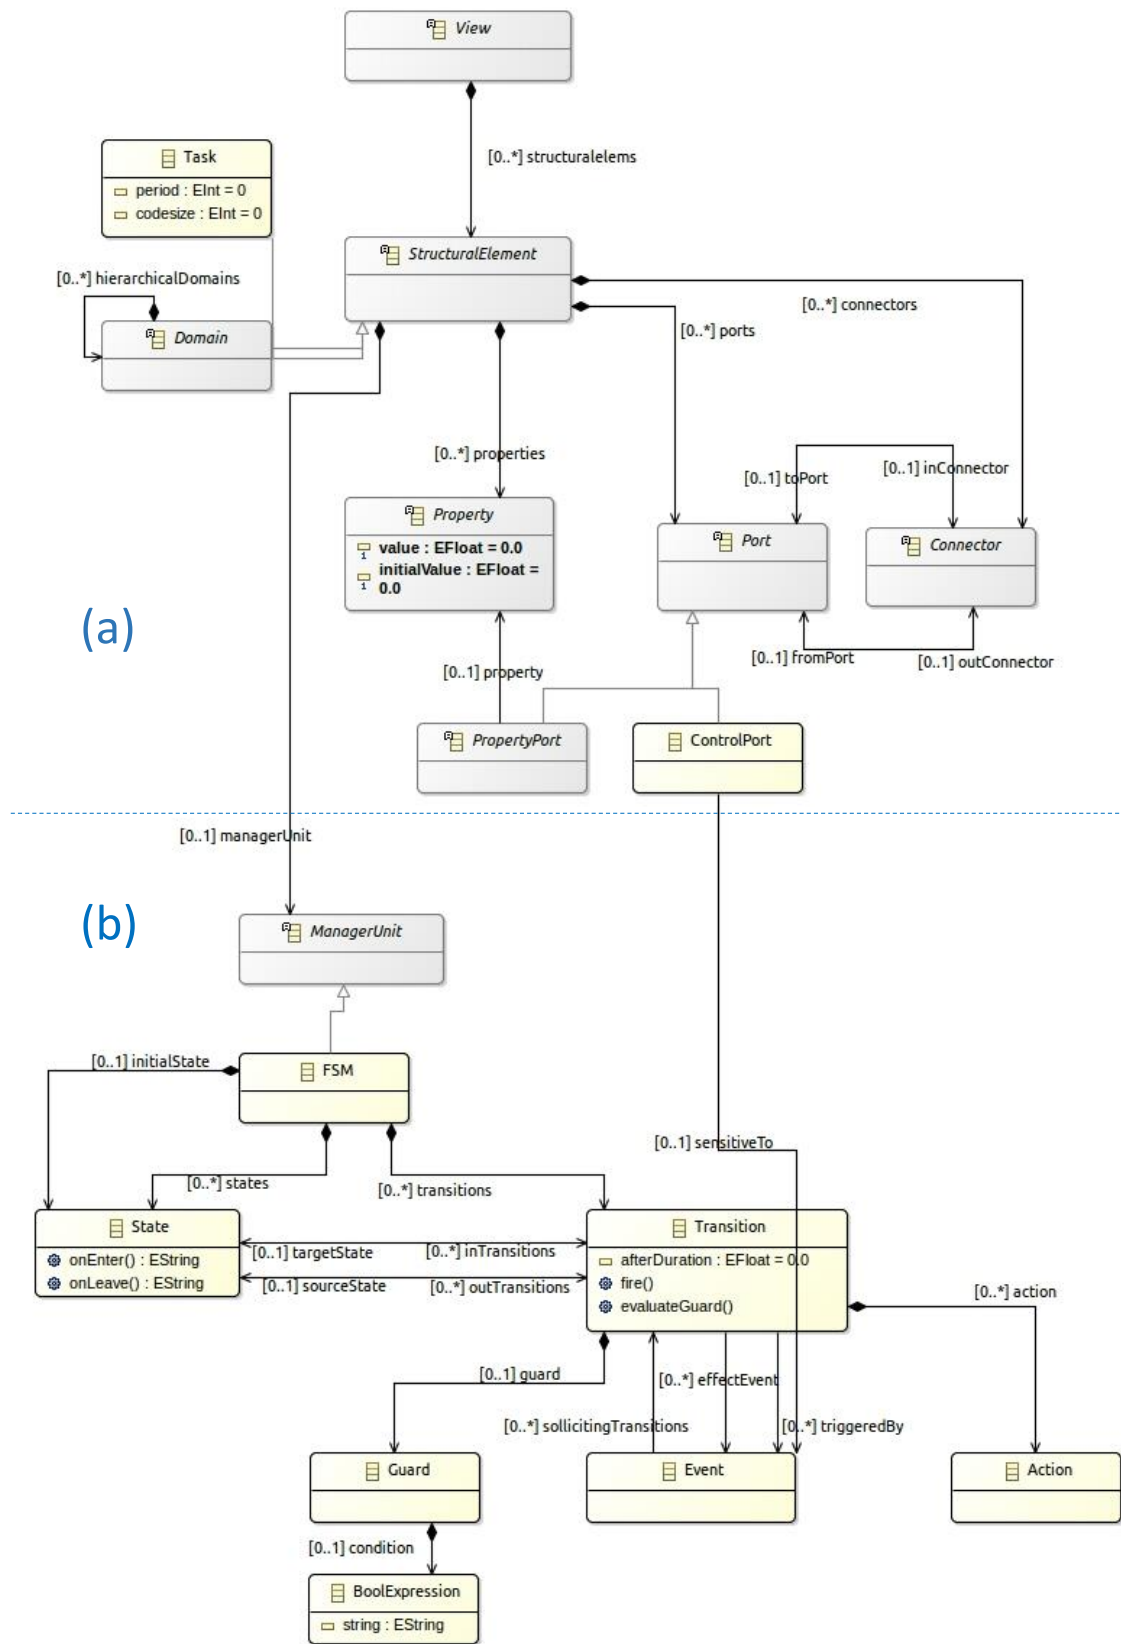 View
[0..*] structuralelems
Task
period : EInt = 0
codesize : EInt = 0
StructuralElement
[0..*] hierarchicalDomains
[0..*] connectors
Domain
[0..*] ports
[0..*] properties
[0..1] toPort
[0..1] inConnector
Property
value : EFloat = 0.0
initialValue : EFloat =
0.0
Port
Connector
(a)
[0..1] fromPort
[0..1] outConnector
[0..1] property
PropertyPort
ControlPort
[0..1] managerUnit
(b)
ManagerUnit
[0..1] initialState
FSM
[0..1] sensitiveTo
[0..*] states
[0..*] transitions
State
onEnter() : EString
onLeave() : EString
[0..1] targetState
[0..*] inTransitions
[0..1] sourceState
[0..*] outTransitions
Transition
afterDuration : EFloat = 0.0
fire()
evaluateGuard()
[0..*] action
[0..1] guard
[0..*] effectEvent
[0..*] sollicitingTransitions
[0..*] triggeredBy
Guard
Event
Action
[0..1] condition
BoolExpression
string : EString